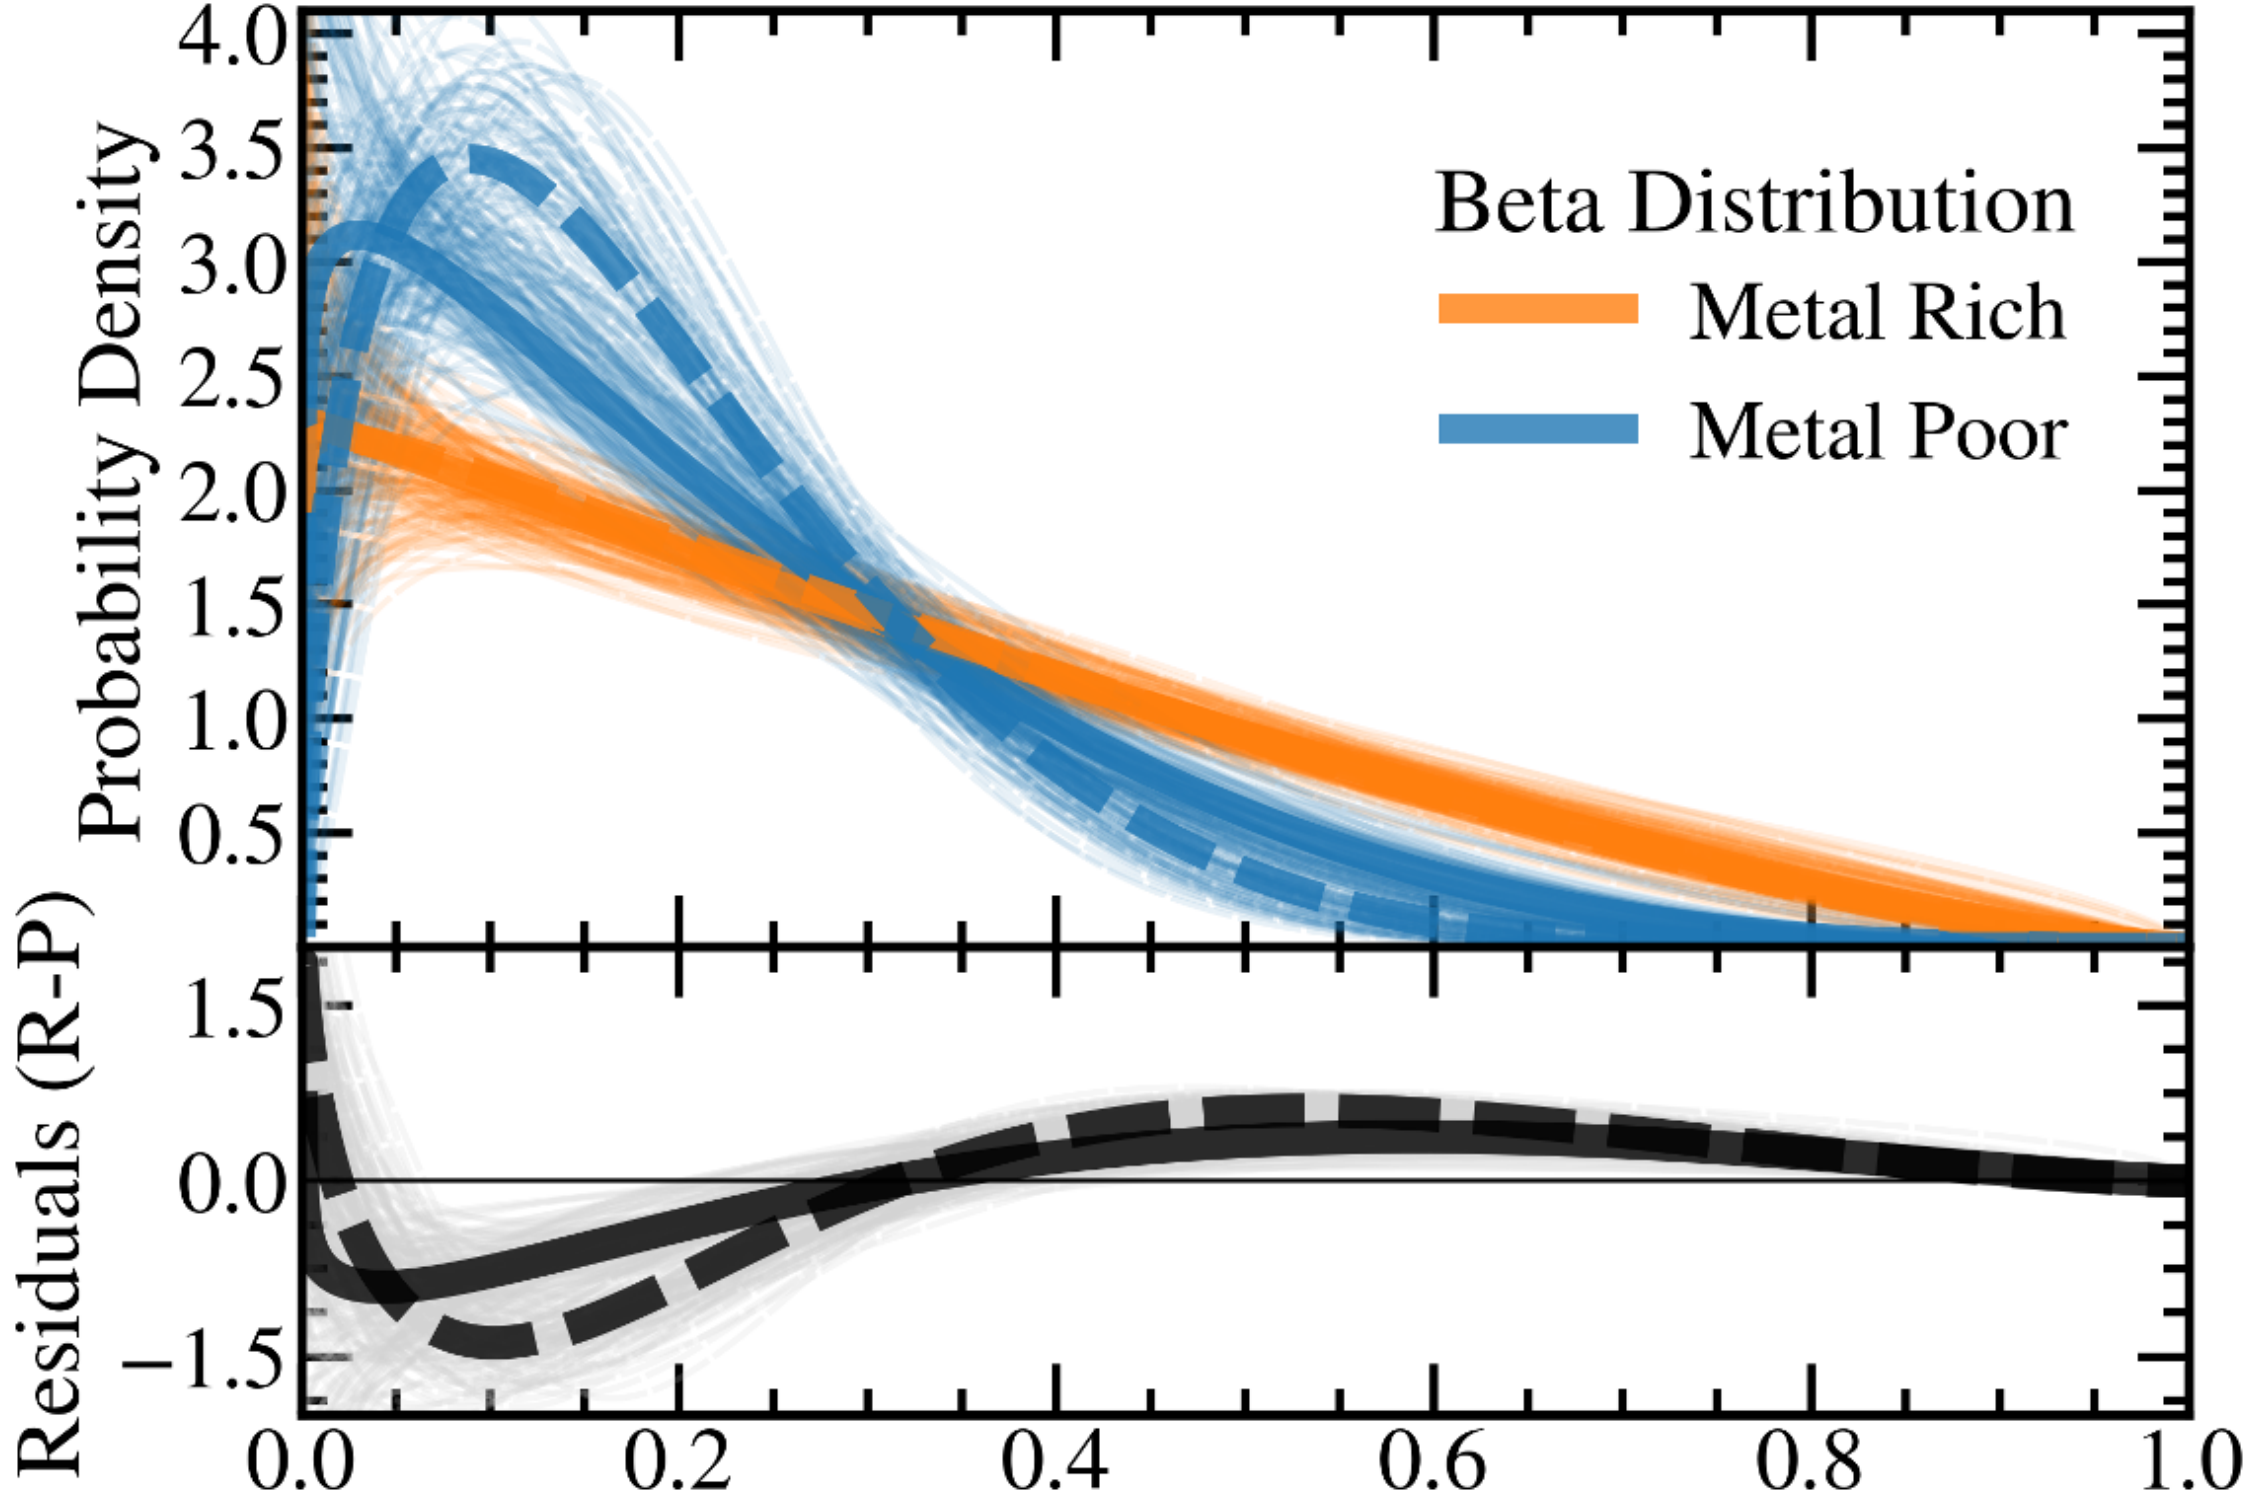 Probability Density
4.0
3.5
3.0
2.5
2.0
1.5
1.0
0.5
Beta Distribution
Metal Rich
Metal Poor
Residuals (R-P)
1.5
0.0
−1.5
0.0 0.2 0.4 0.6 0.8 1.0